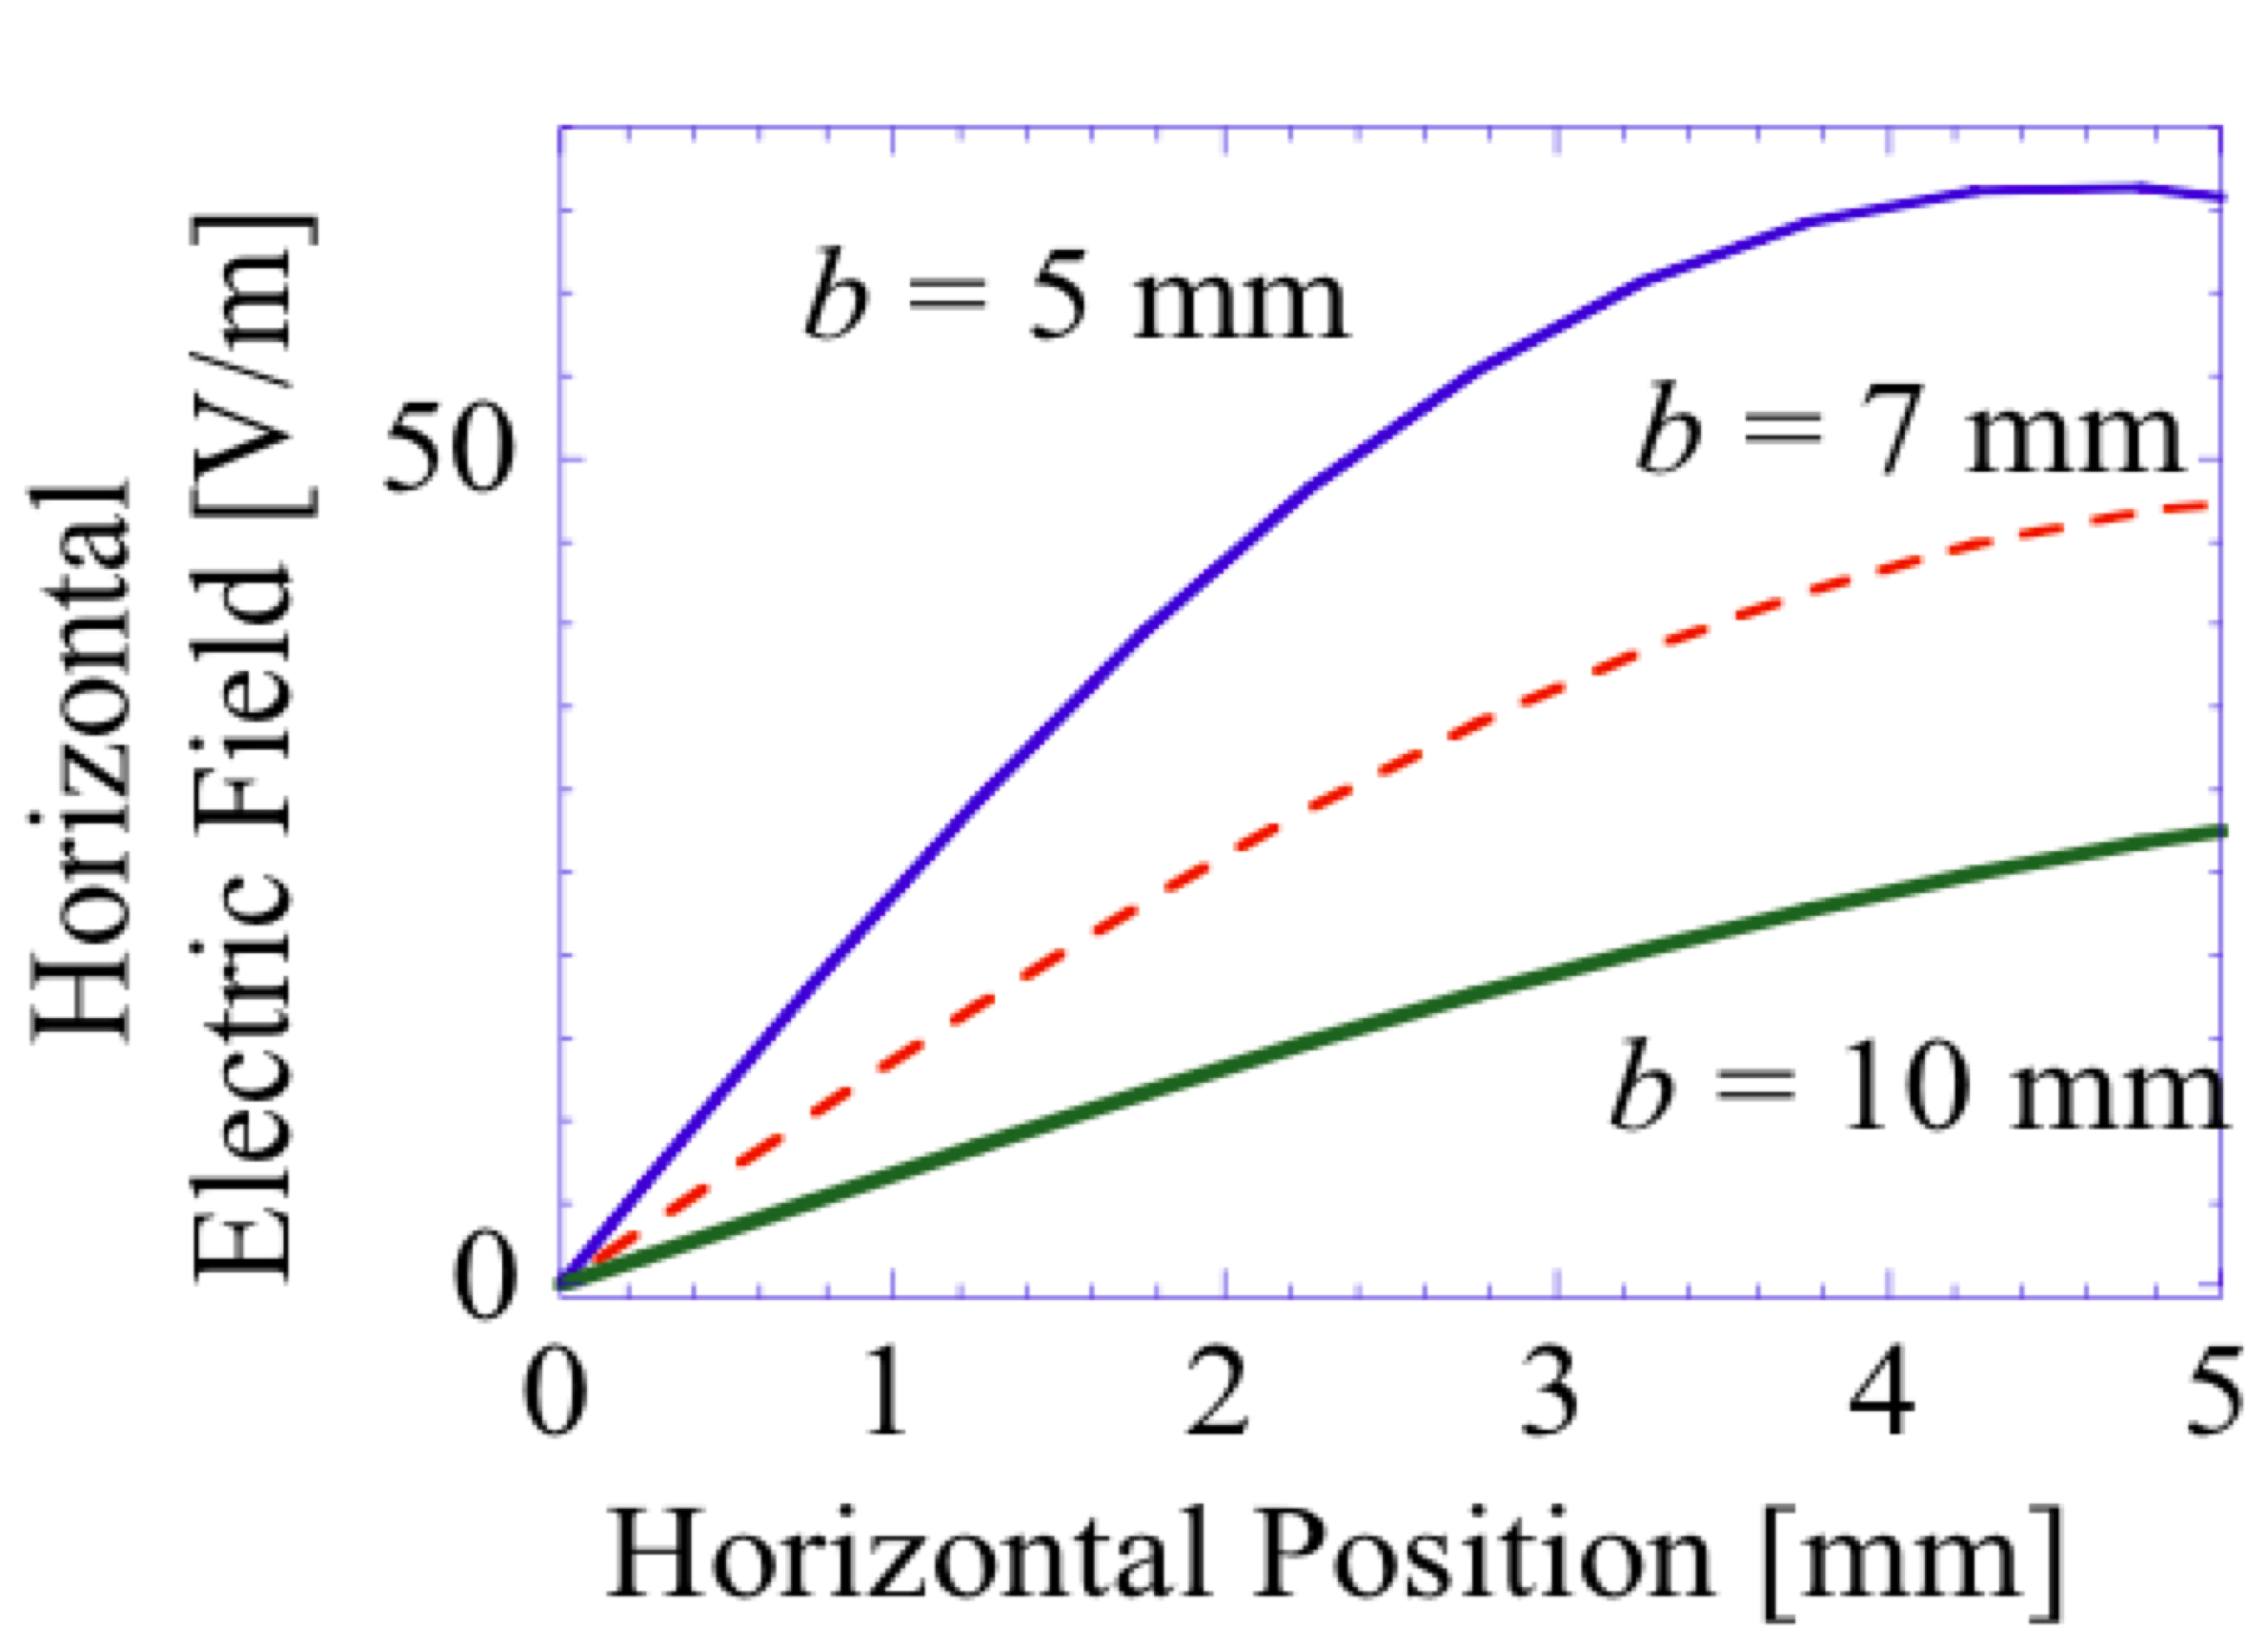 Horizontal
Electric Field [V/m]
50
0
b = 5 mm
b = 7 mm
b = 10 mm
0 1 2 3 4 5
Horizontal Position [mm]